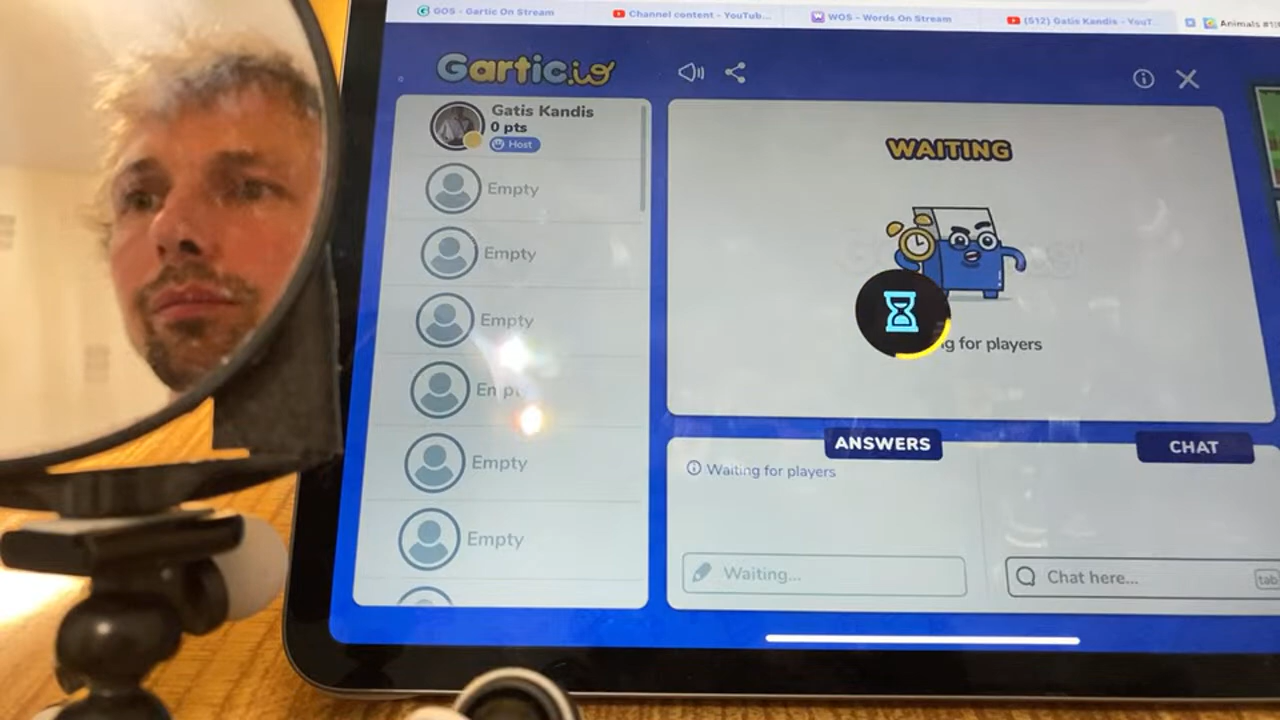 GOS - Gartic On Stream
Channel content - YouTub...
WOS - Words On Stream
(512) Gatis Kandis - YouT...
Animals #1
Gartic.io
Gatis Kandis
0 pts
Host
Empty
Empty
Empty
Empty
Empty
Empty
WAITING
g for players
ANSWERS
CHAT
Waiting for players
Waiting...
Chat here...
tab